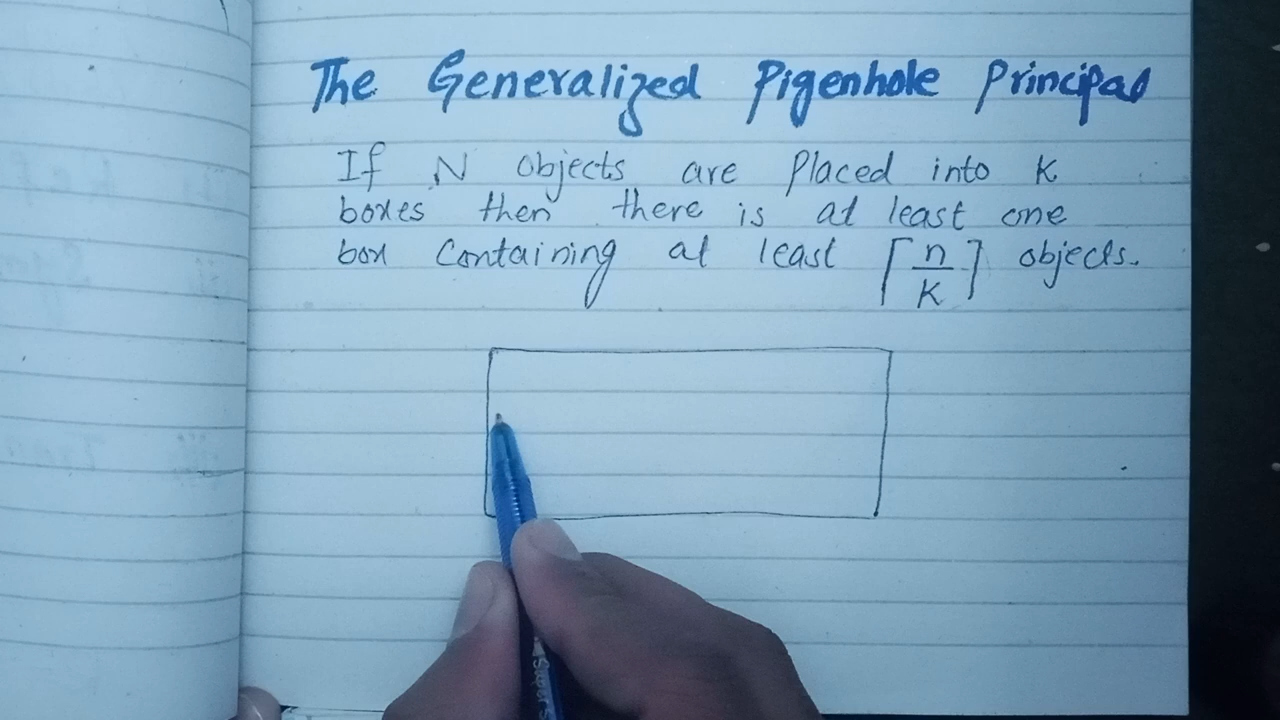 The Generalized Pigenhole Principal
If N objects are placed into k
boxes then there is at least one
box containing at least ⌈n/k⌉ objects.